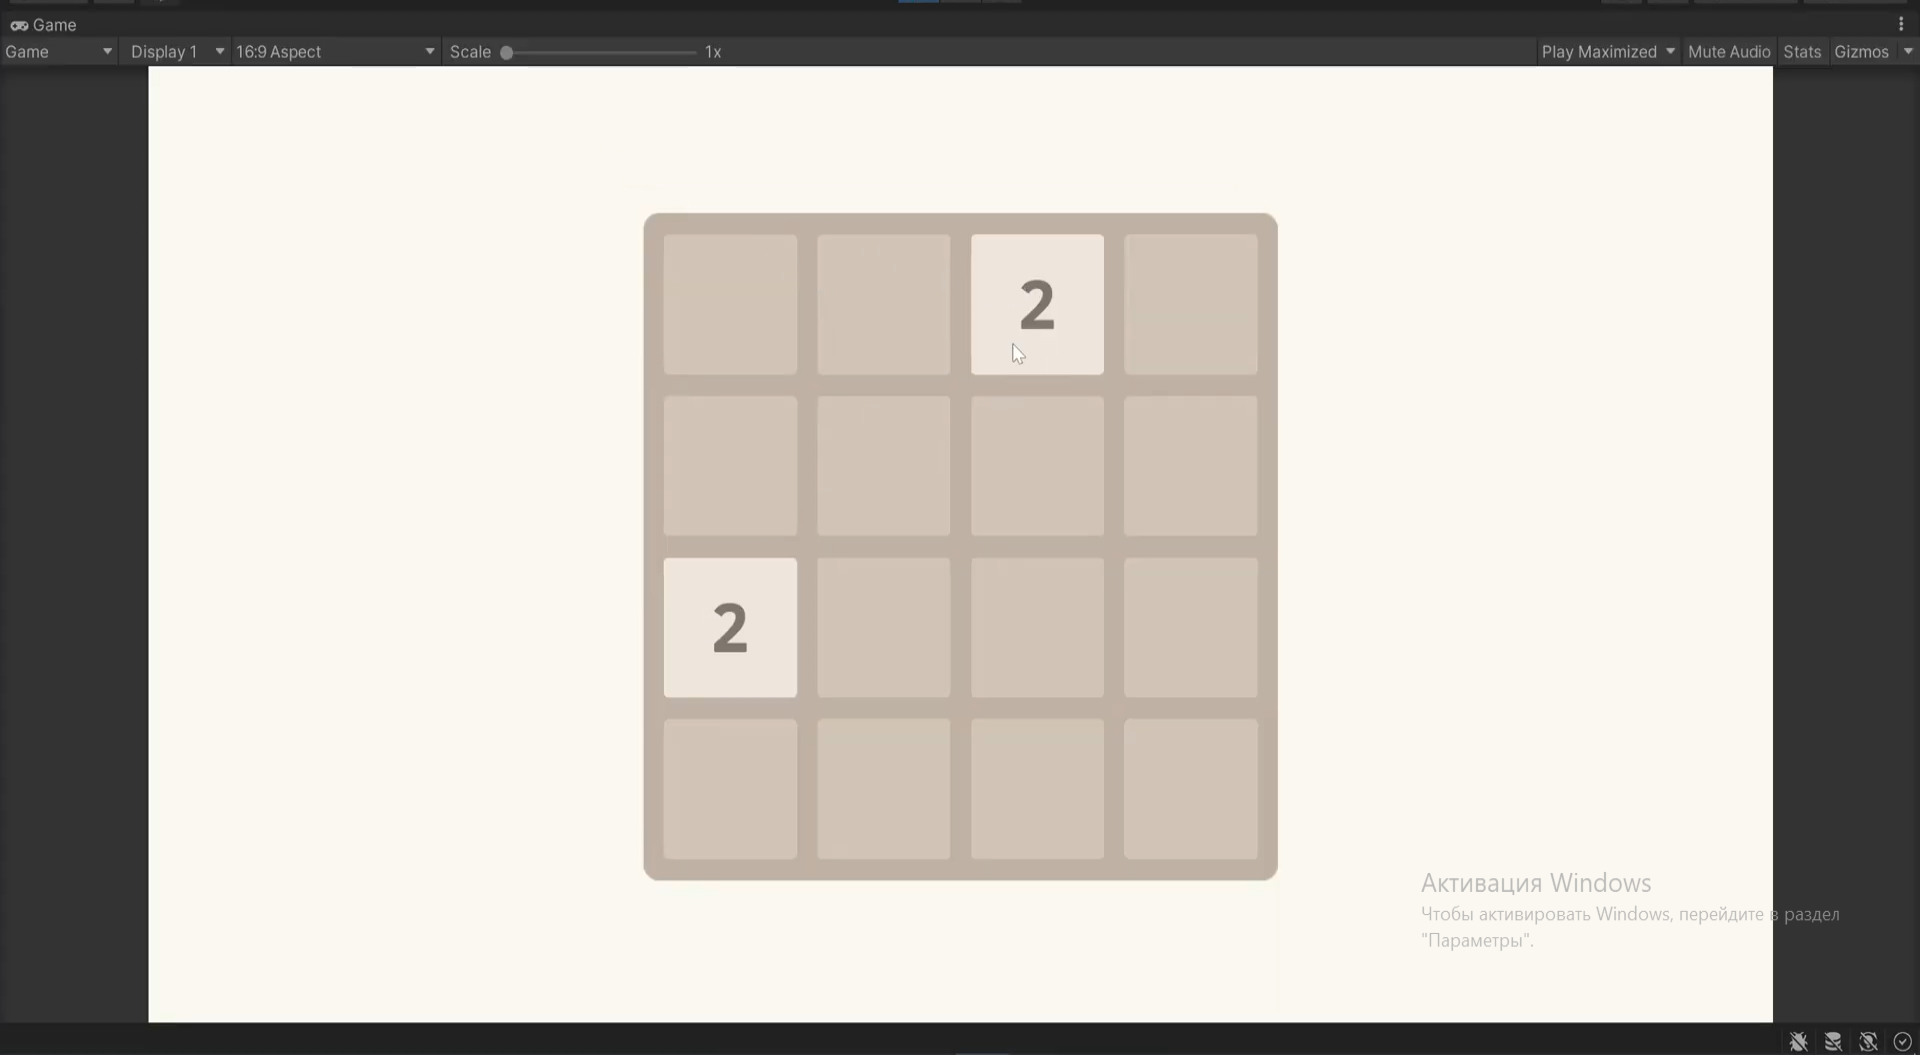 Game
Game Display 1 16:9 Aspect Scale 1x Play Maximized Mute Audio Stats Gizmos
2
2
Активация Windows
Чтобы активировать Windows, перейдите в раздел
"Параметры".